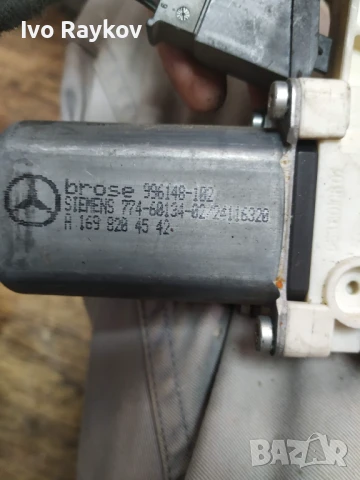 Ivo Raykov
brose 996148-102
SIEMENS 774-60134-02/24116320
A 169 820 45 42
BAZAR